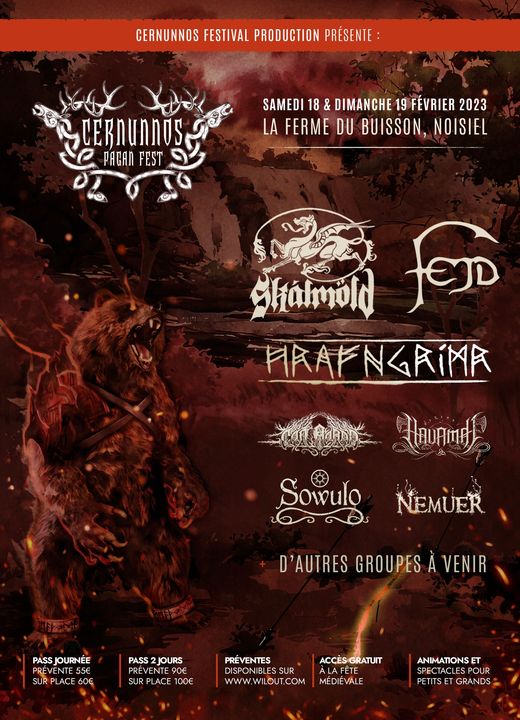 CERNUNNOS FESTIVAL PRODUCTION PRÉSENTE :
CERNUNNOS
PAGAN FEST
SAMEDI 18 & DIMANCHE 19 FÉVRIER 2023
LA FERME DU BUISSON, NOISIEL
Skálmöld
FEJD
HRAFNGRÍMR
HAVAMAL
Sowulo
NEMUER
+ D'AUTRES GROUPES À VENIR
PASS JOURNÉE
PRÉVENTE 55€
SUR PLACE 60€
PASS 2 JOURS
PRÉVENTE 90€
SUR PLACE 100€
PRÉVENTES
DISPONIBLES SUR
WWW.WILOUT.COM
ACCÈS GRATUIT
À LA FÊTE
MÉDIÉVALE
ANIMATIONS ET
SPECTACLES POUR
PETITS ET GRANDS